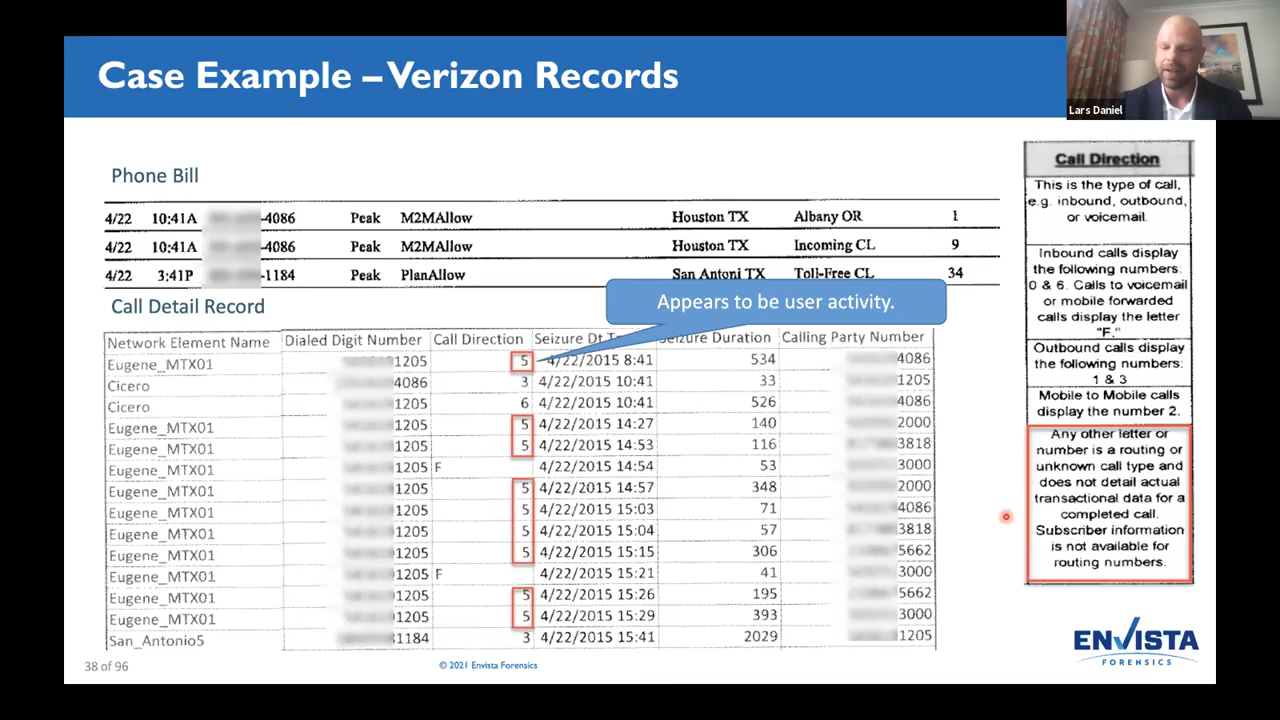 Case Example – Verizon Records
Lars Daniel
Phone Bill
4/22 10:41A -4086 Peak M2MAllow Houston TX Albany OR 1
4/22 10:41A -4086 Peak M2MAllow Houston TX Incoming CL 9
4/22 3:41P -1184 Peak PlanAllow San Antoni TX Toll-Free CL 34
Appears to be user activity.
Call Detail Record
Network Element Name Dialed Digit Number Call Direction Seizure Dt Seizure Duration Calling Party Number
Eugene_MTX01 1205 5 4/22/2015 8:41 534 4086
Cicero 4086 3 4/22/2015 10:41 33 1205
Cicero 1205 6 4/22/2015 10:41 526 4086
Eugene_MTX01 1205 5 4/22/2015 14:27 140 2000
Eugene_MTX01 1205 5 4/22/2015 14:53 116 3818
Eugene_MTX01 1205 F 4/22/2015 14:54 53 3000
Eugene_MTX01 1205 5 4/22/2015 14:57 348 2000
Eugene_MTX01 1205 5 4/22/2015 15:03 71 4086
Eugene_MTX01 1205 5 4/22/2015 15:04 57 3818
Eugene_MTX01 1205 5 4/22/2015 15:15 306 5662
Eugene_MTX01 1205 F 4/22/2015 15:21 41 3000
Eugene_MTX01 1205 5 4/22/2015 15:26 195 5662
Eugene_MTX01 1205 5 4/22/2015 15:29 393 3000
San_Antonio5 1184 3 4/22/2015 15:41 2029 1205
Call Direction
This is the type of call,
e.g. inbound, outbound,
or voicemail.
Inbound calls display
the following numbers:
0 & 6. Calls to voicemail
or mobile forwarded
calls display the letter
"F."
Outbound calls display
the following numbers:
1 & 3
Mobile to Mobile calls
display the number 2.
Any other letter or
number is a routing or
unknown call type and
does not detail actual
transactional data for a
completed call.
Subscriber information
is not available for
routing numbers.
38 of 96
© 2021 Envista Forensics
ENVISTA
FORENSICS